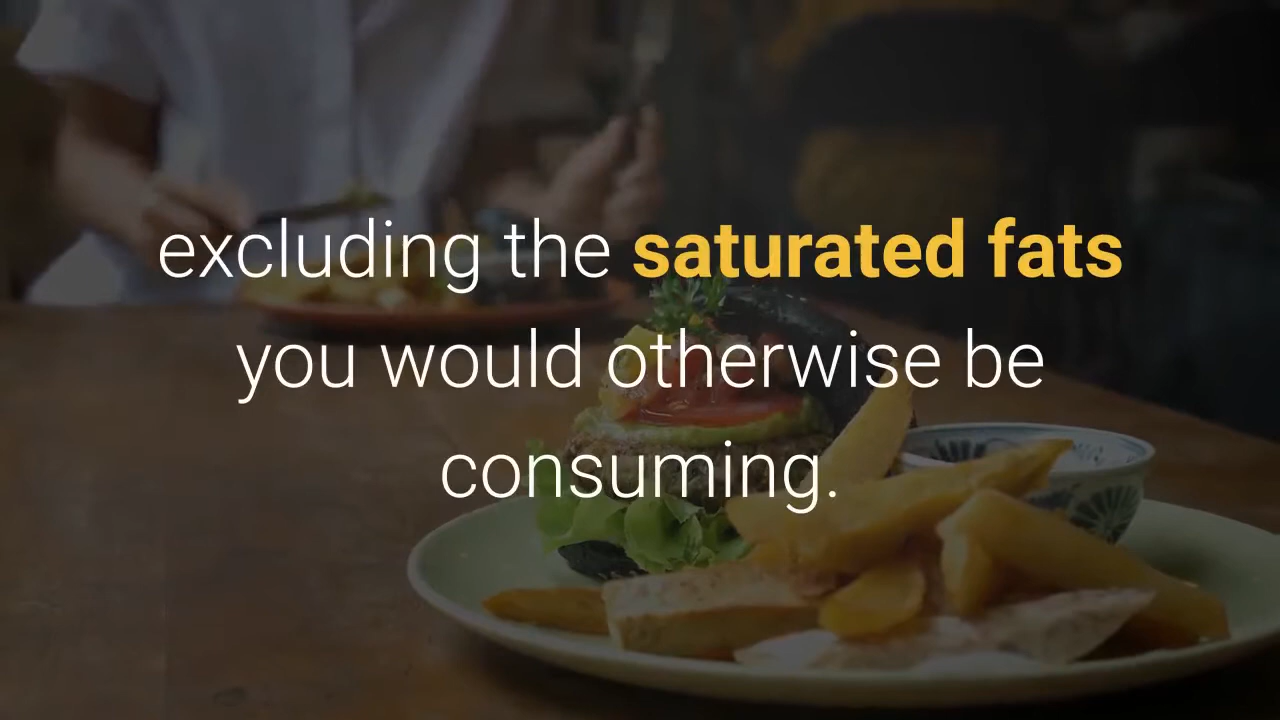 excluding the saturated fats
you would otherwise be
consuming.